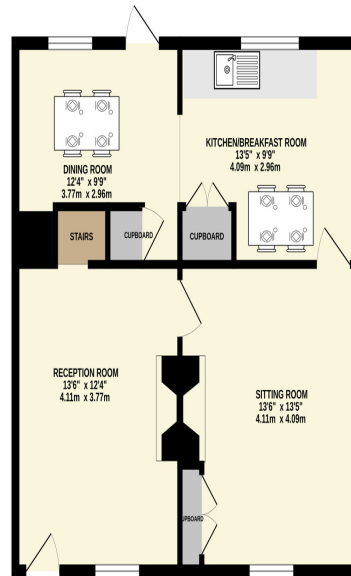 KITCHEN/BREAKFAST ROOM
13'5" x 9'9"
4.09m x 2.96m
DINING ROOM
12'4" x 9'9"
3.77m x 2.96m
STAIRS
CUPBOARD
CUPBOARD
RECEPTION ROOM
13'6" x 12'4"
4.11m x 3.77m
SITTING ROOM
13'6" x 13'5"
4.11m x 4.09m
CUPBOARD